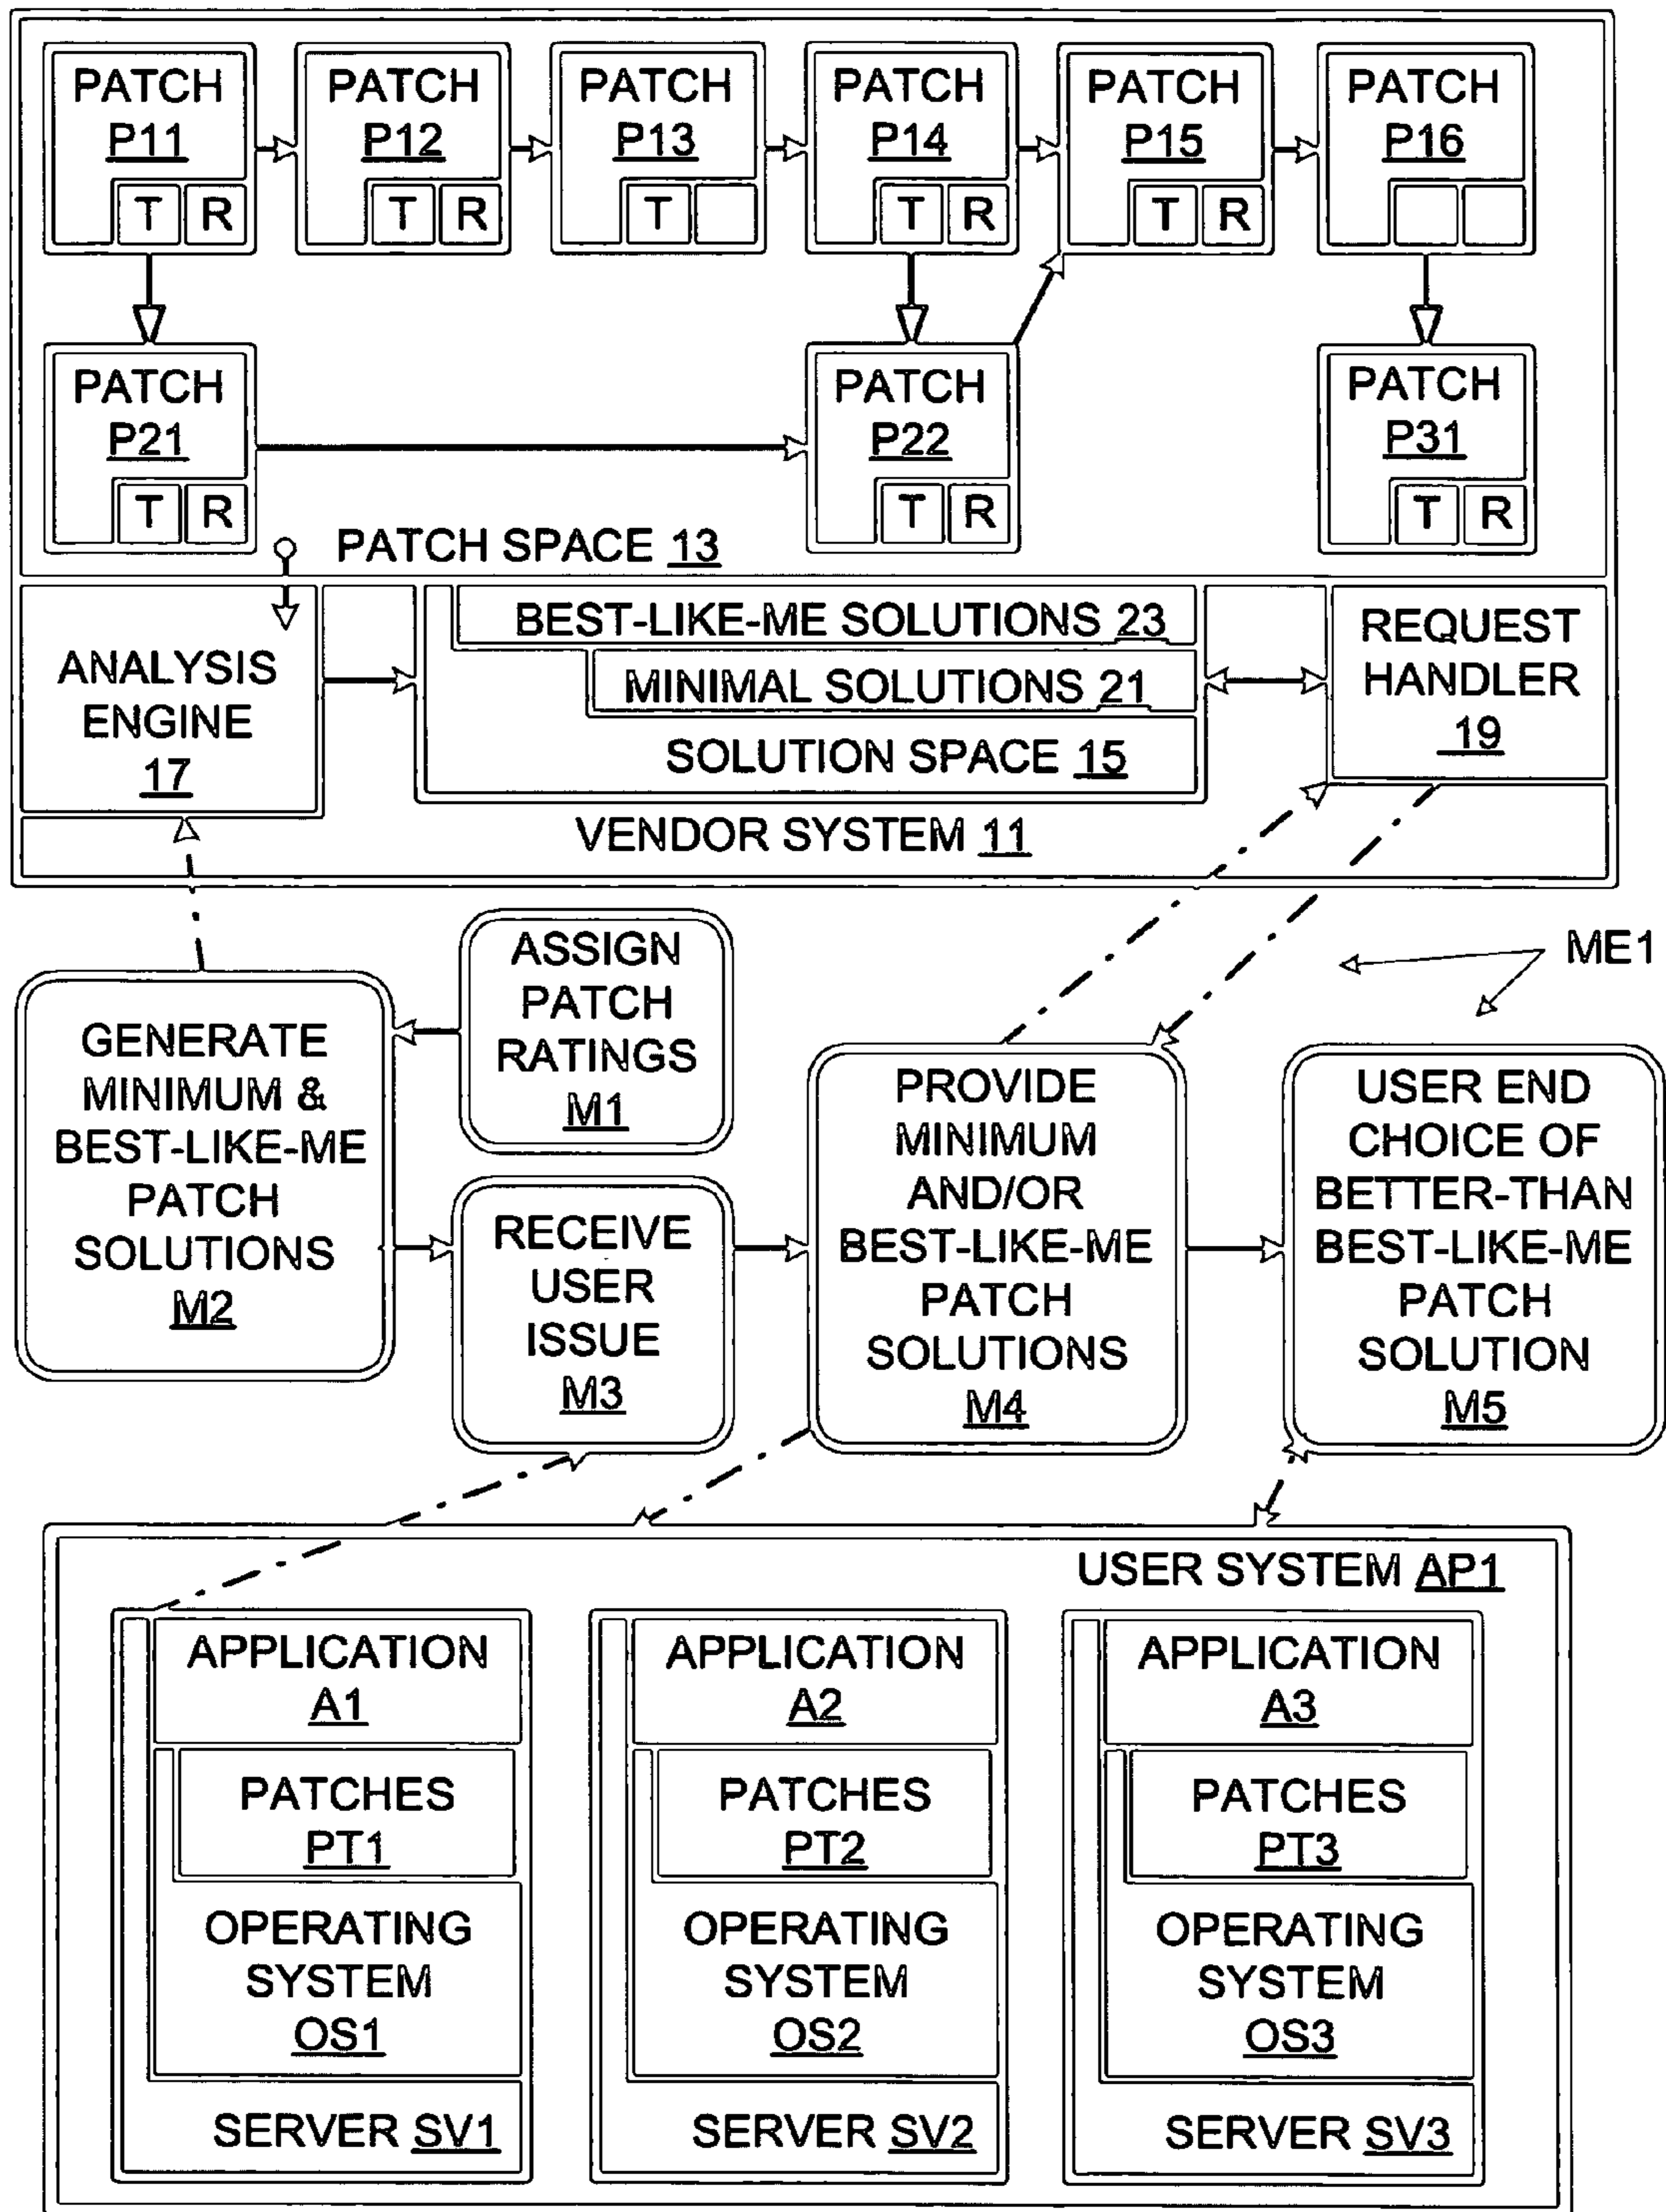 PATCH
P11
T R
PATCH
P12
T R
PATCH
P13
T
PATCH
P14
T R
PATCH
P15
T R
PATCH
P16
PATCH
P21
T R
PATCH
P22
T R
PATCH
P31
T R
PATCH SPACE 13
ANALYSIS
ENGINE
17
BEST-LIKE-ME SOLUTIONS 23
MINIMAL SOLUTIONS 21
SOLUTION SPACE 15
REQUEST
HANDLER
19
VENDOR SYSTEM 11
ME1
ASSIGN
PATCH
RATINGS
M1
GENERATE
MINIMUM &
BEST-LIKE-ME
PATCH
SOLUTIONS
M2
RECEIVE
USER
ISSUE
M3
PROVIDE
MINIMUM
AND/OR
BEST-LIKE-ME
PATCH
SOLUTIONS
M4
USER END
CHOICE OF
BETTER-THAN
BEST-LIKE-ME
PATCH
SOLUTION
M5
USER SYSTEM AP1
APPLICATION
A1
PATCHES
PT1
OPERATING
SYSTEM
OS1
SERVER SV1
APPLICATION
A2
PATCHES
PT2
OPERATING
SYSTEM
OS2
SERVER SV2
APPLICATION
A3
PATCHES
PT3
OPERATING
SYSTEM
OS3
SERVER SV3